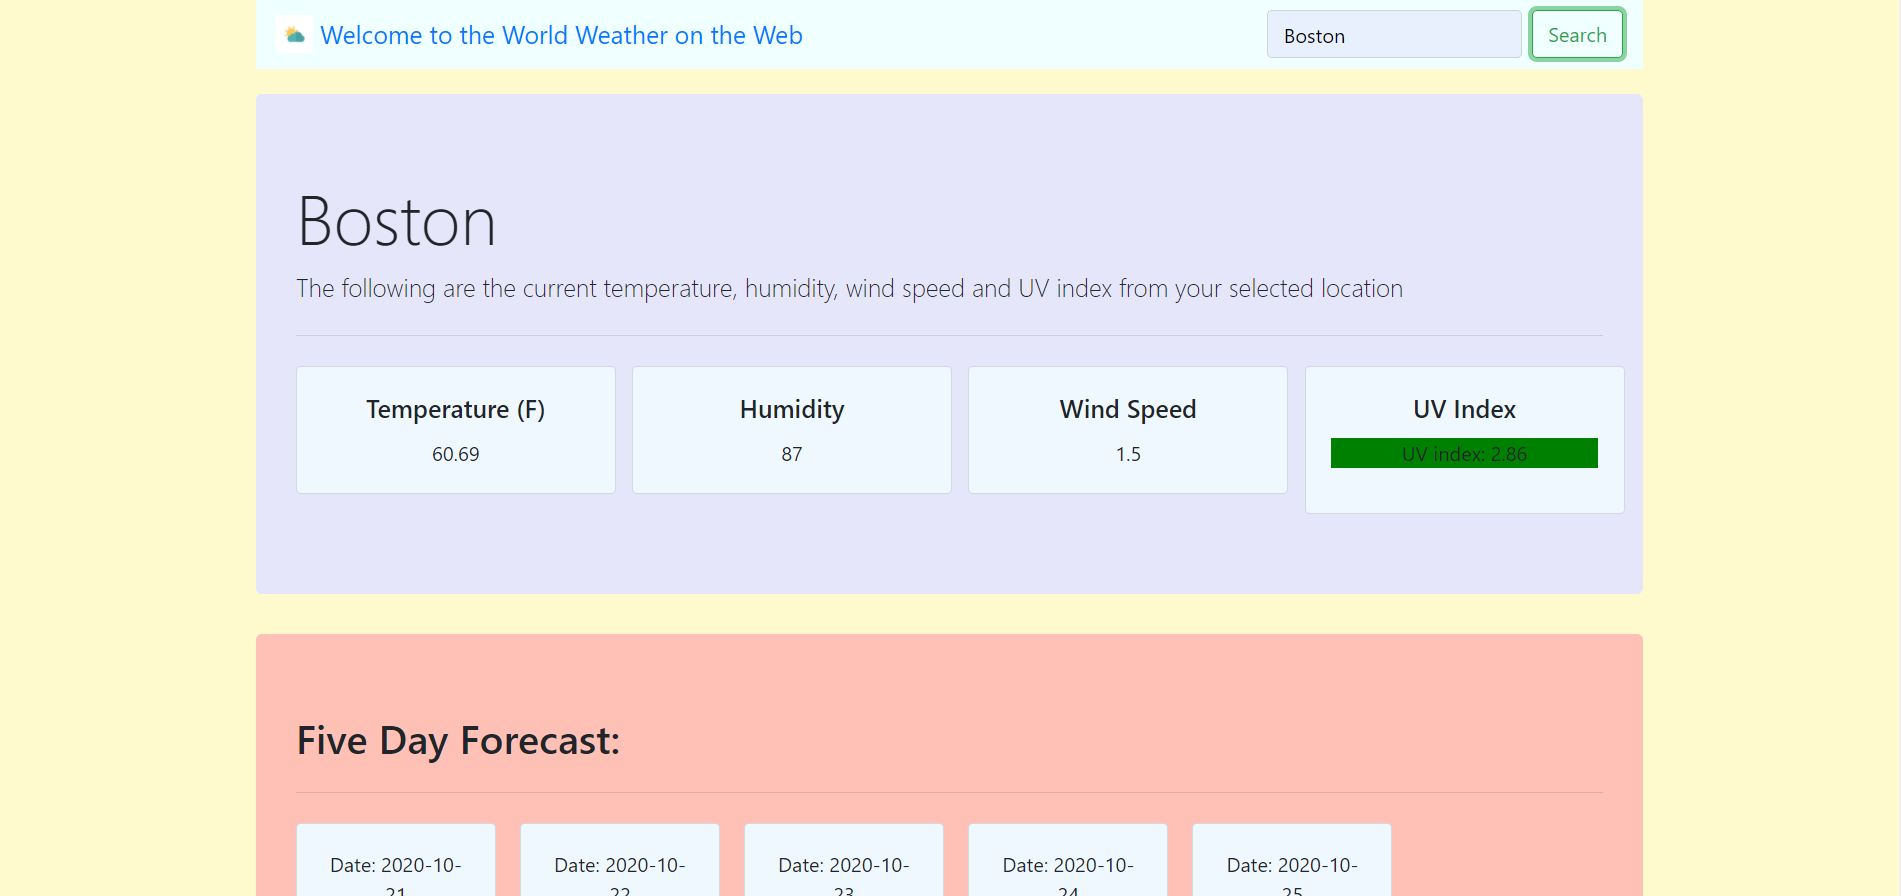 Welcome to the World Weather on the Web
Boston
Search
Boston
The following are the current temperature, humidity, wind speed and UV index from your selected location
Temperature (F)
60.69
Humidity
87
Wind Speed
1.5
UV Index
UV index: 2.86
Five Day Forecast:
Date: 2020-10-
21
Date: 2020-10-
22
Date: 2020-10-
23
Date: 2020-10-
24
Date: 2020-10-
25